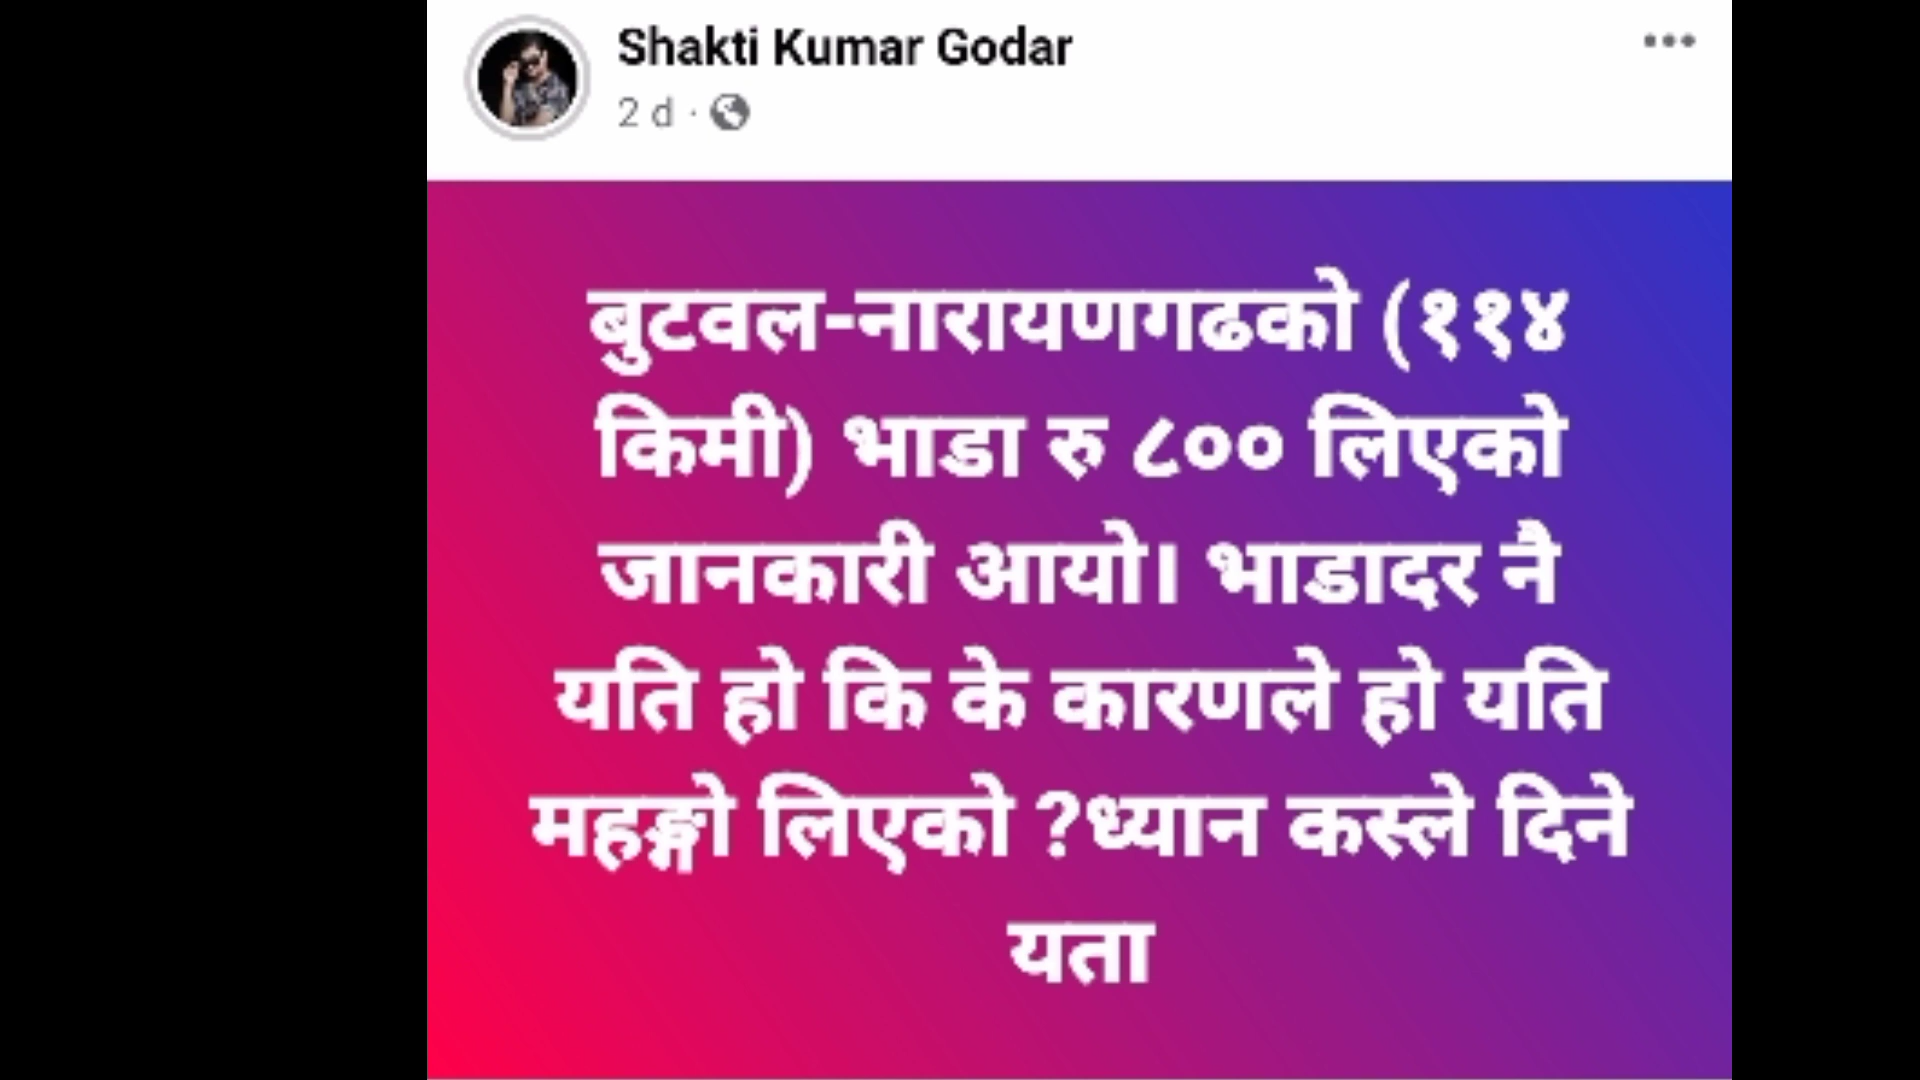 Shakti Kumar Godar
2 d ·
बुटवल-नारायणगढको (११४
किमी) भाडा रु ८०० लिएको
जानकारी आयो। भाडादर नै
यति हो कि के कारणले हो यति
महङ्गो लिएको ?ध्यान कस्ले दिने
यता